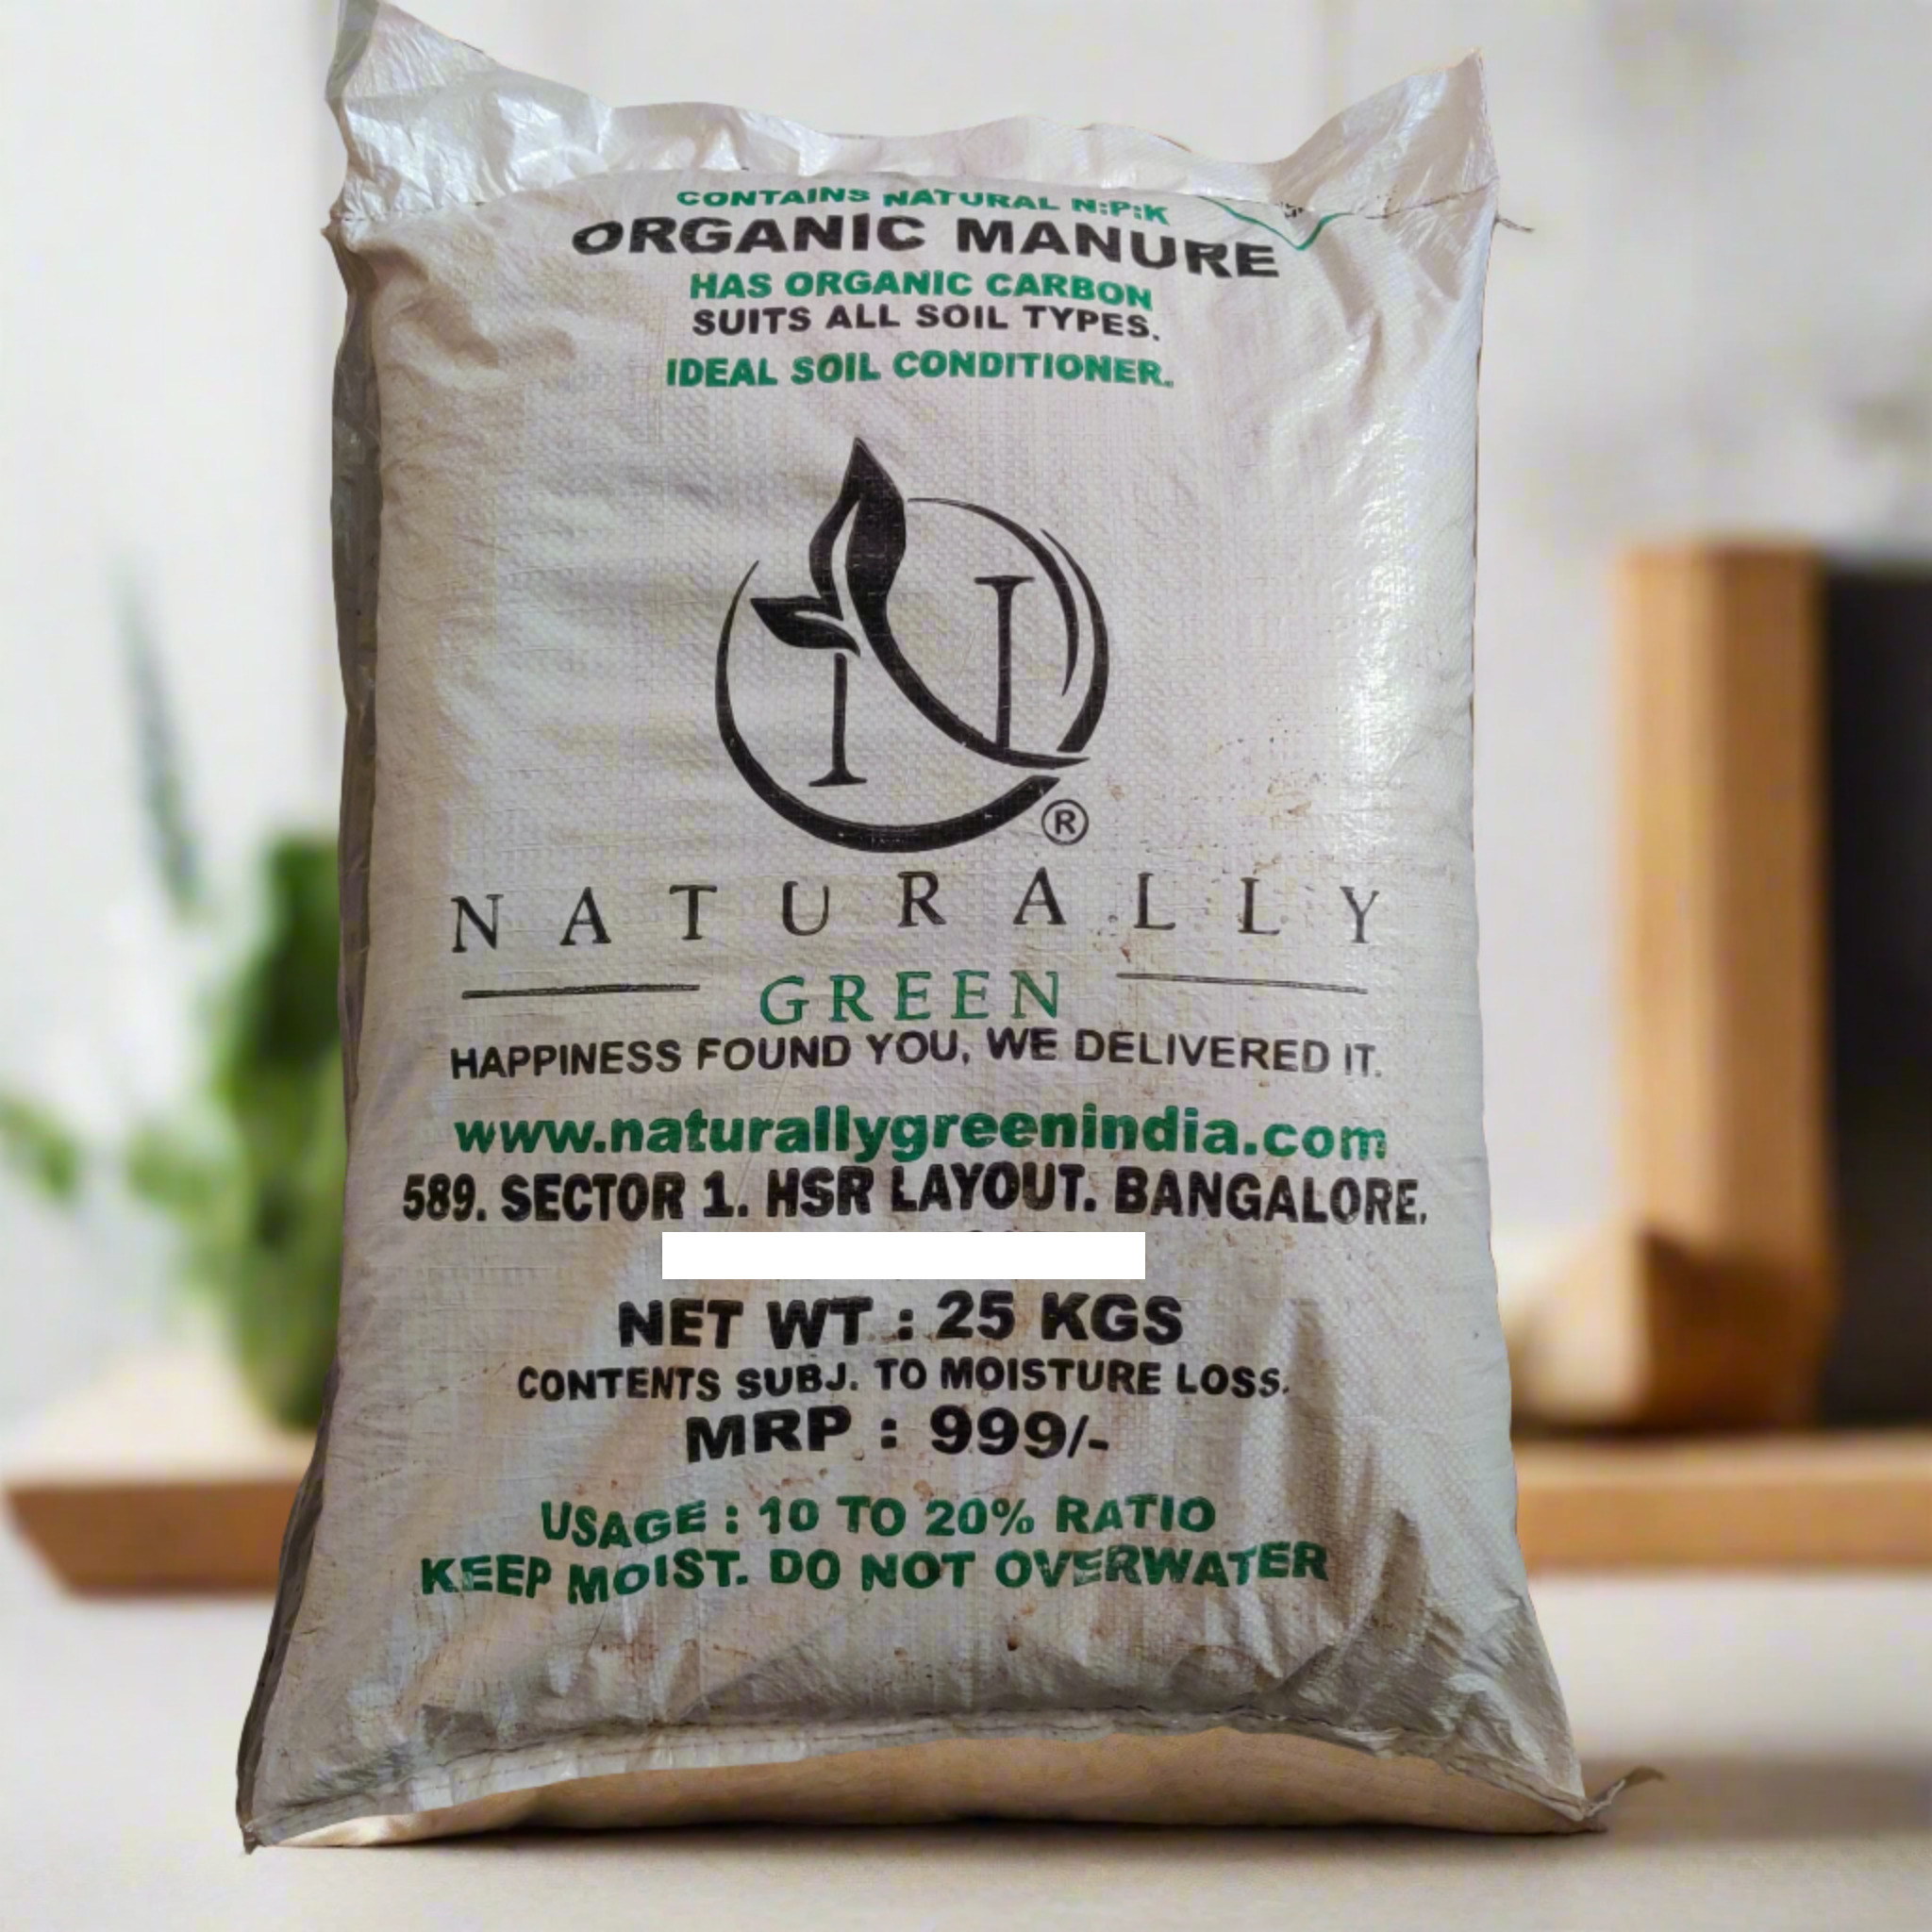 CONTAINS NATURAL N:P:K
ORGANIC MANURE
HAS ORGANIC CARBON
SUITS ALL SOIL TYPES.
IDEAL SOIL CONDITIONER.
N
®
NATURALLY
GREEN
HAPPINESS FOUND YOU, WE DELIVERED IT.
www.naturallygreenindia.com
589. SECTOR 1. HSR LAYOUT. BANGALORE.
NET WT : 25 KGS
CONTENTS SUBJ. TO MOISTURE LOSS.
MRP : 999/-
USAGE : 10 TO 20% RATIO
KEEP MOIST. DO NOT OVERWATER